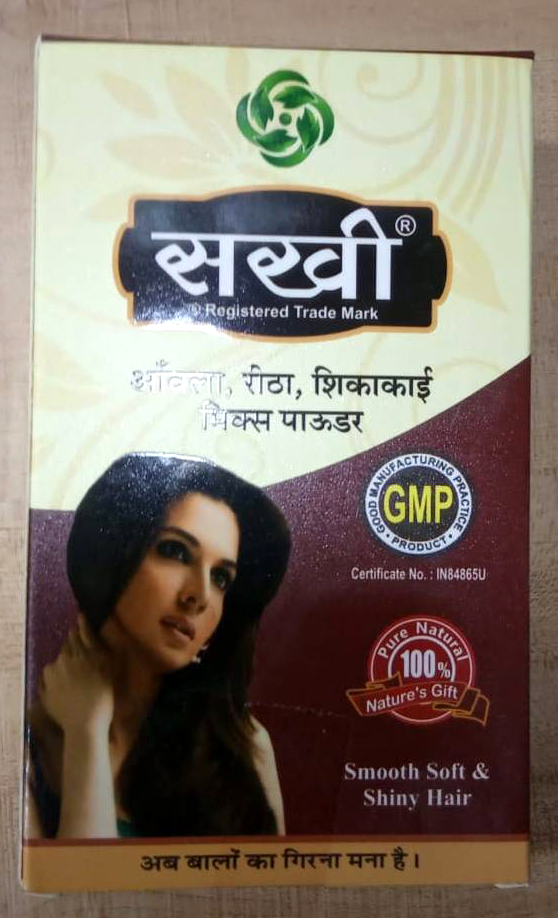 सखी®
® Registered Trade Mark
आँवला, रीठा, शिकाकाई
मिक्स पाऊडर
GOOD MANUFACTURING PRACTICE
GMP
• PRODUCT •
Certificate No. : IN84865U
Pure Natural
100%
Nature's Gift
Smooth Soft &
Shiny Hair
अब बालों का गिरना मना है।